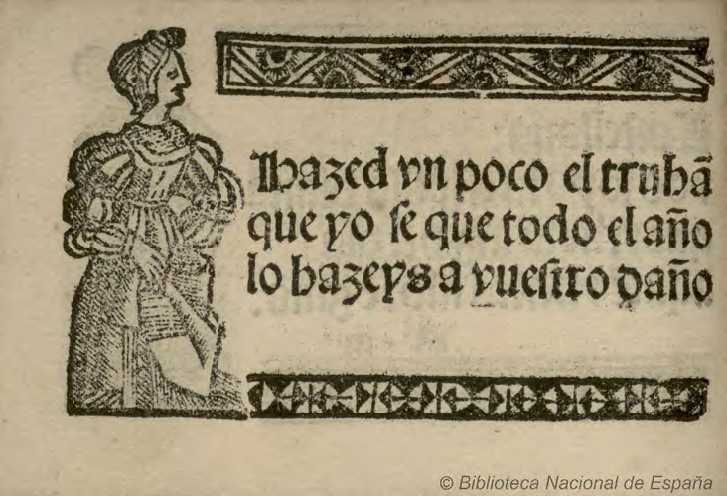 Hazed vn poco el truhã
que yo se que todo el año
lo hazeys a vuestro daño
© Biblioteca Nacional de España